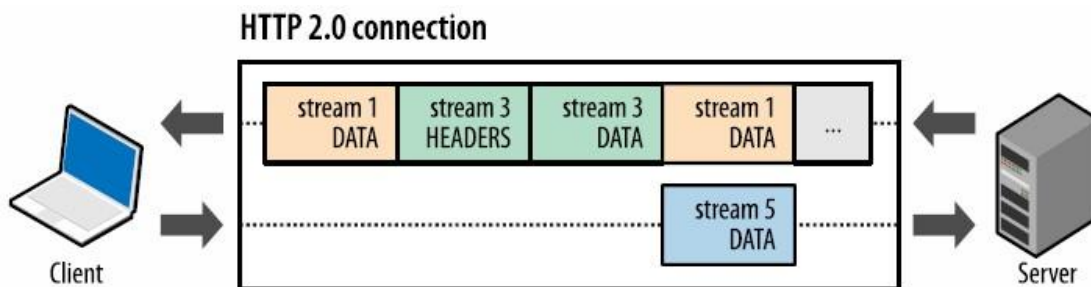 HTTP 2.0 connection
stream 1 stream 3 stream 3 stream 1
DATA HEADERS DATA DATA ...
stream 5
DATA
Client
Server